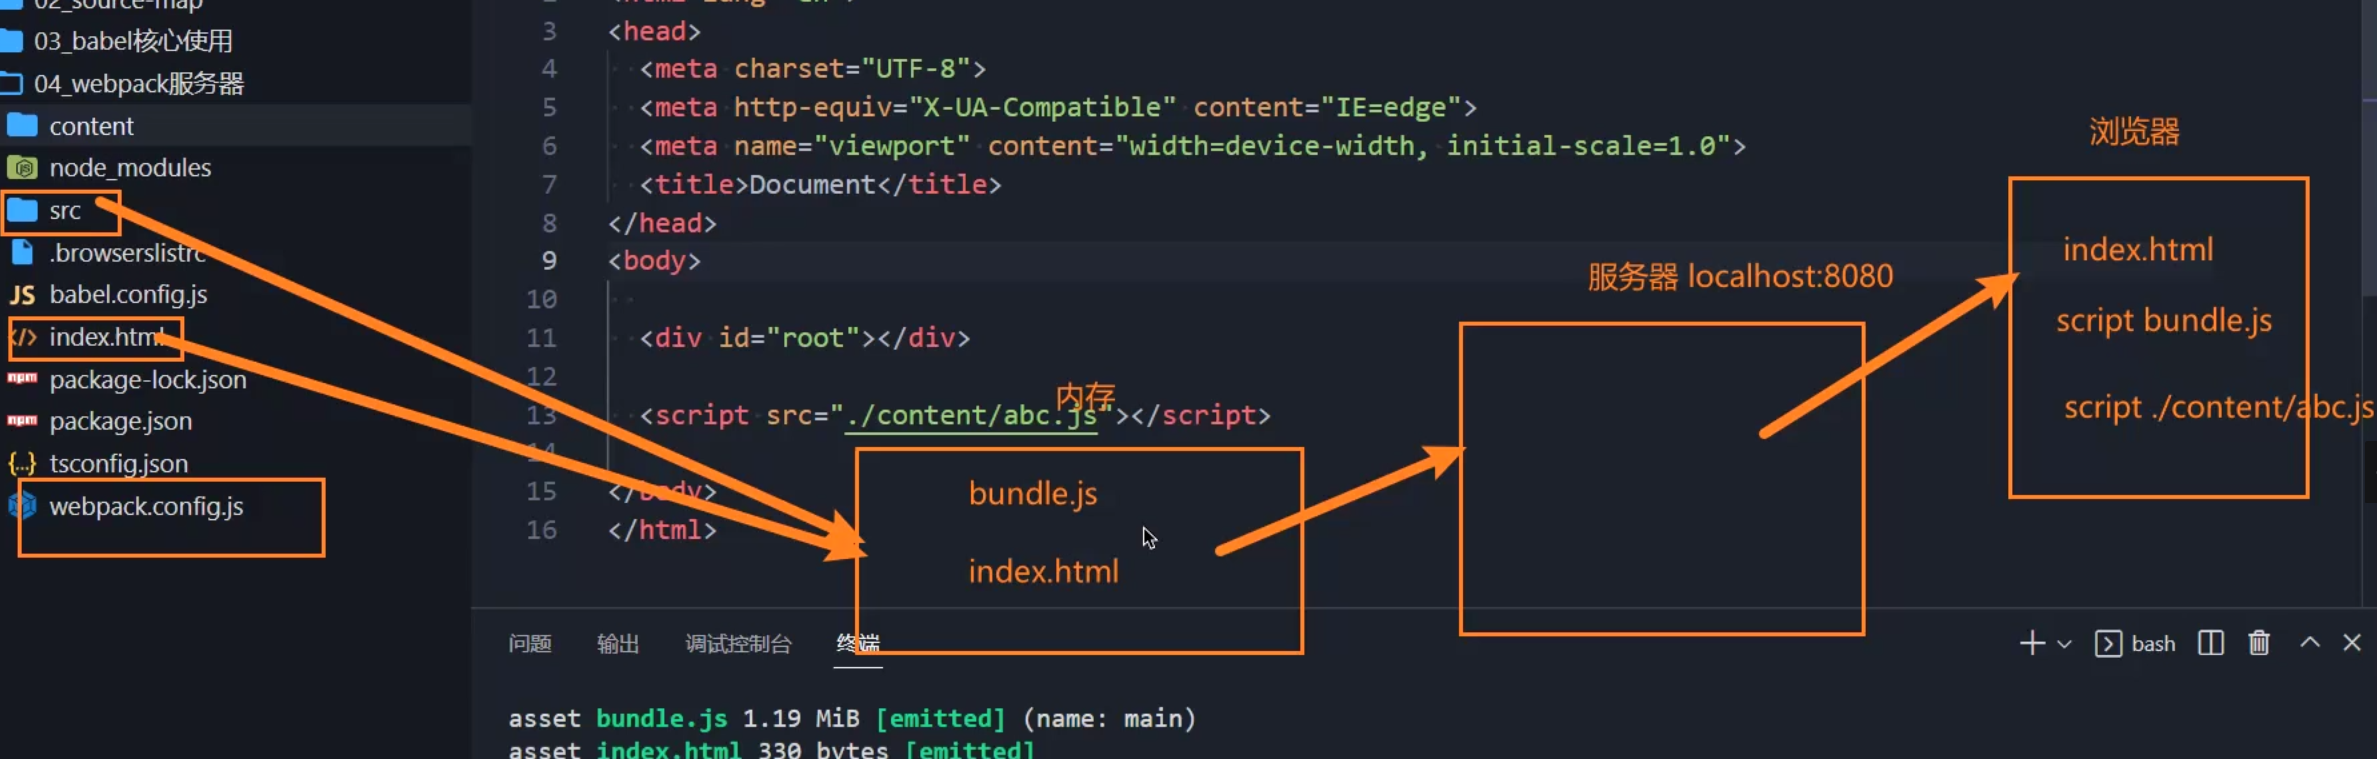 02_source-map
03_babel核心使用
04_webpack服务器
content
node_modules
src
.browserslistrc
babel.config.js
index.html
package-lock.json
package.json
tsconfig.json
webpack.config.js
3 <head>
4 <meta charset="UTF-8">
5 <meta http-equiv="X-UA-Compatible" content="IE=edge">
6 <meta name="viewport" content="width=device-width, initial-scale=1.0">
7 <title>Document</title>
8 </head>
9 <body>
10
11 <div id="root"></div>
12
13 <script src="./content/abc.js"></script>
14
15 </body>
16 </html>
内存
bundle.js
index.html
服务器 localhost:8080
浏览器
index.html
script bundle.js
script ./content/abc.js
问题 输出 调试控制台 终端
bash
asset bundle.js 1.19 MiB [emitted] (name: main)
asset index.html 330 bytes [emitted]